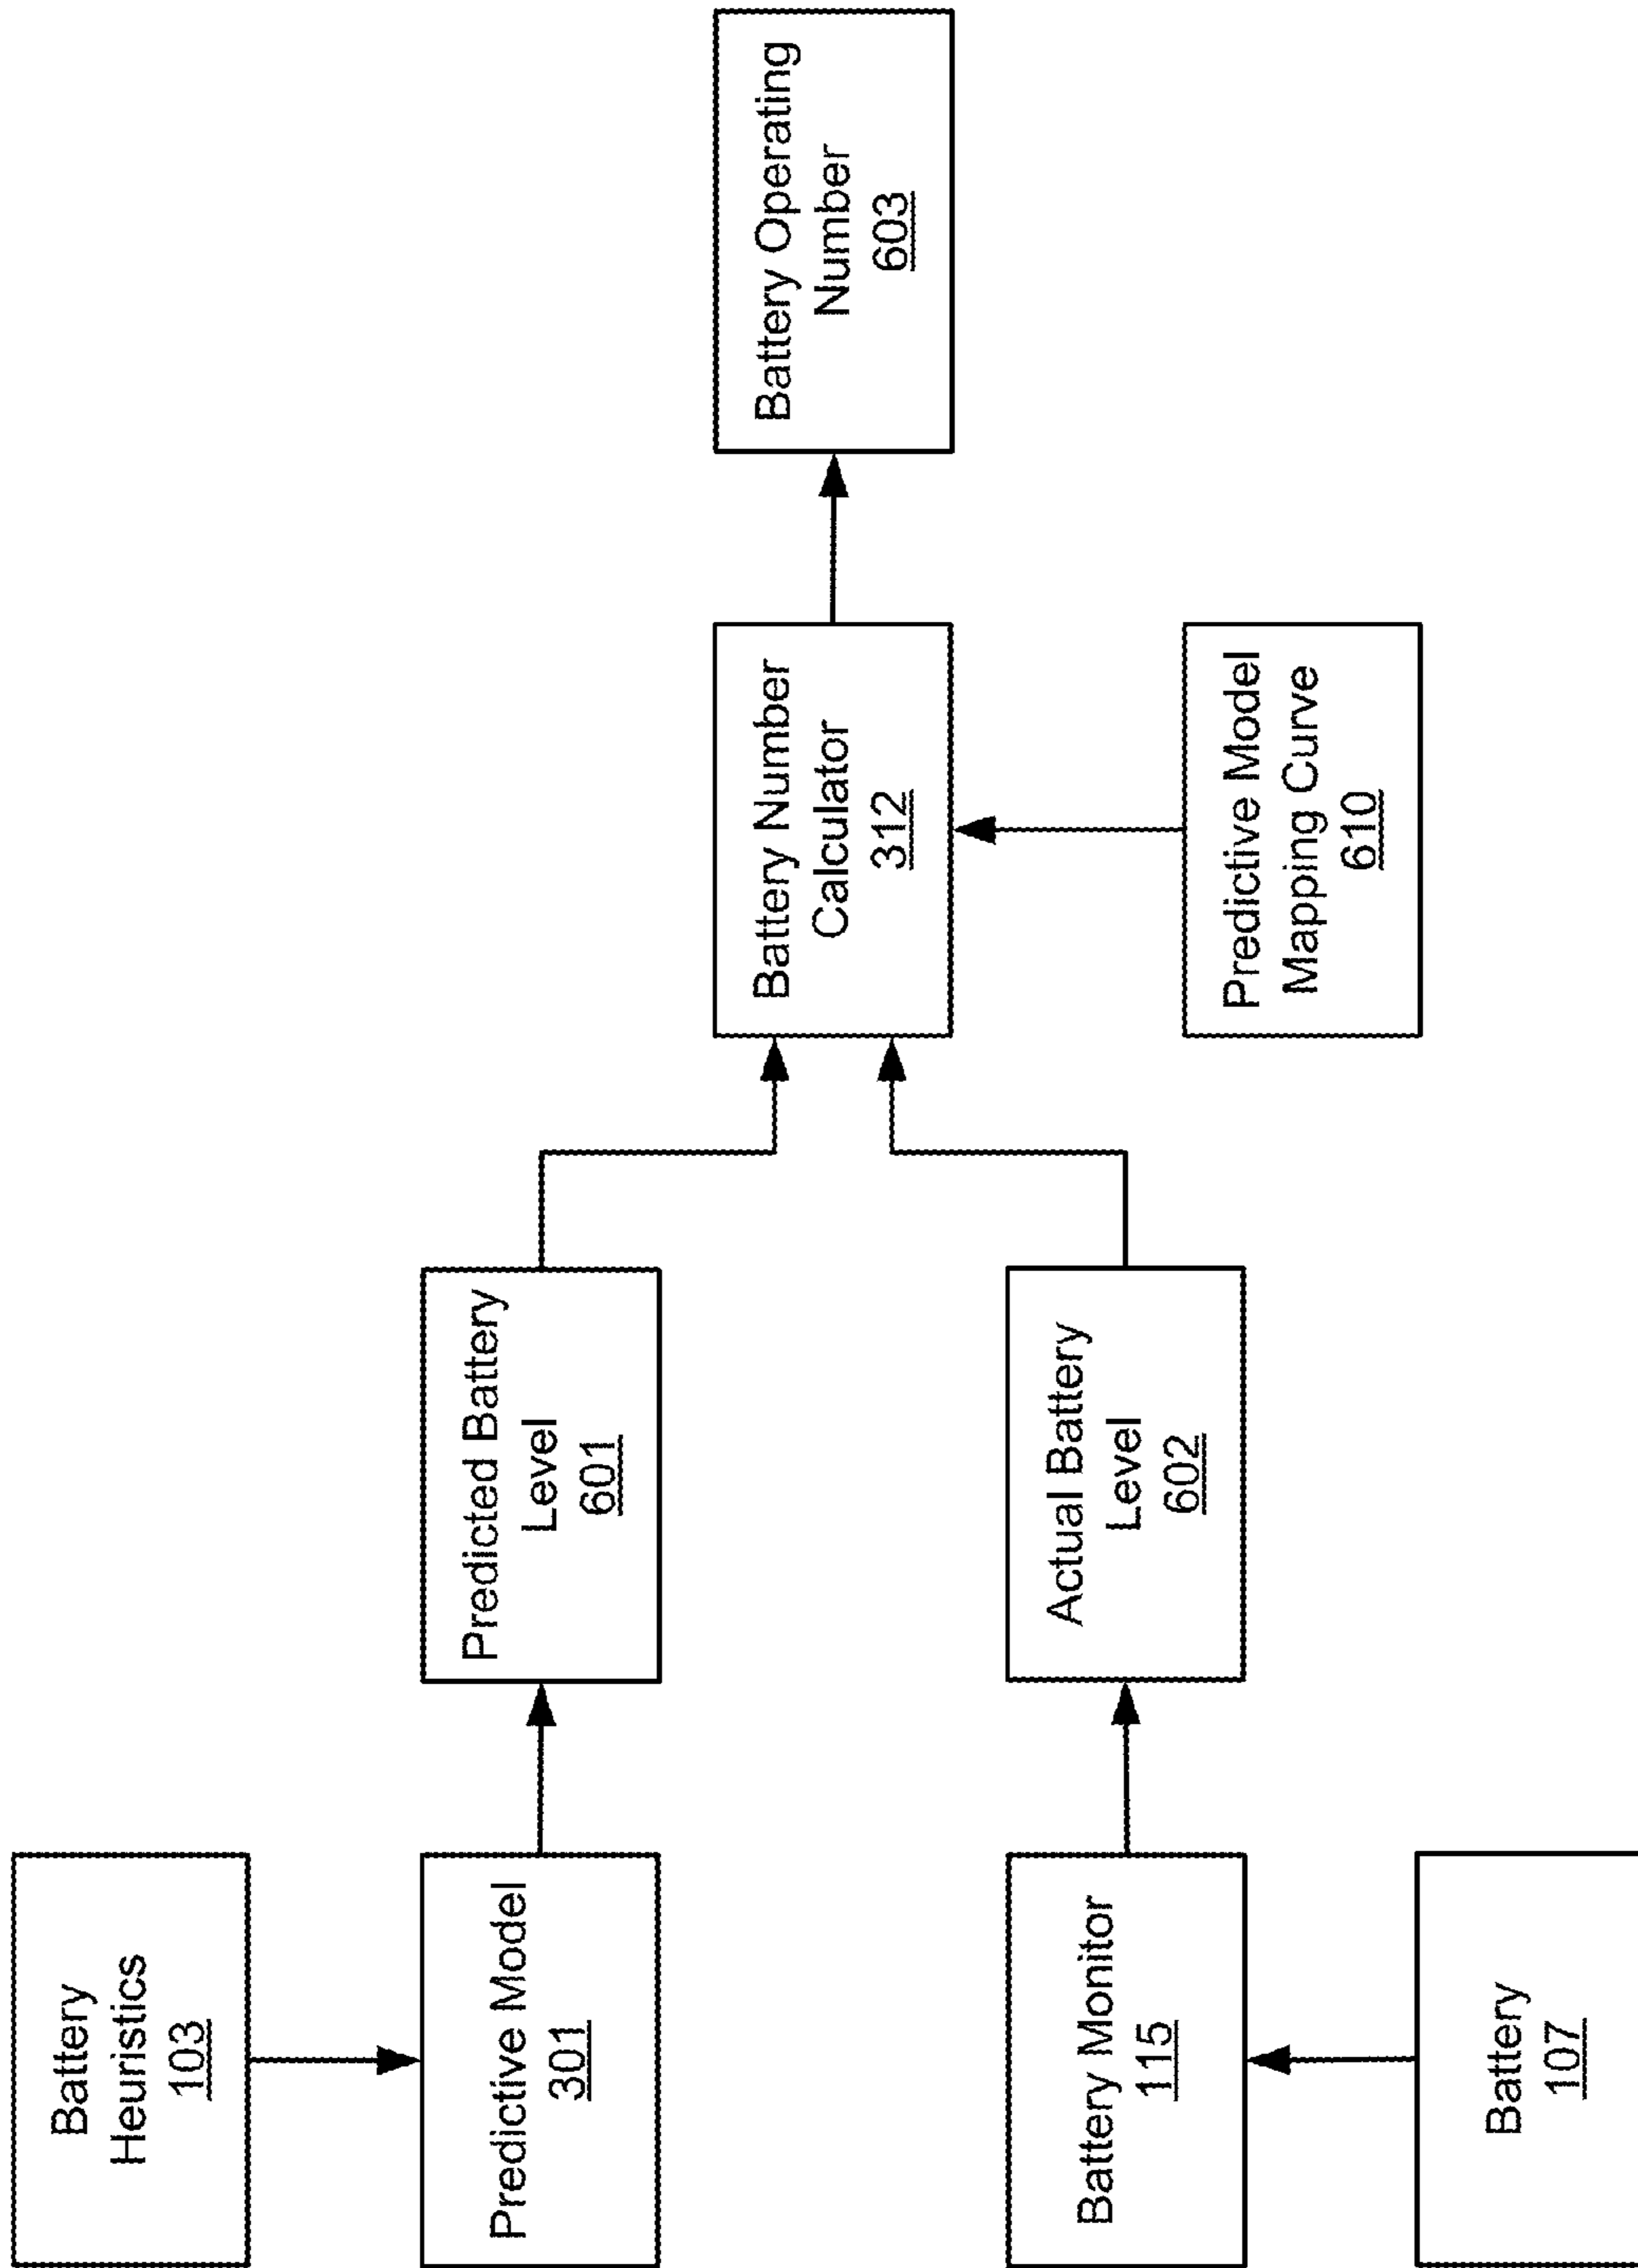 Battery
Heuristics
103
Predictive Model
301
Predicted Battery
Level
601
Battery Number
Calculator
312
Battery Operating
Number
603
Battery Monitor
115
Actual Battery
Level
602
Predictive Model
Mapping Curve
610
Battery
107